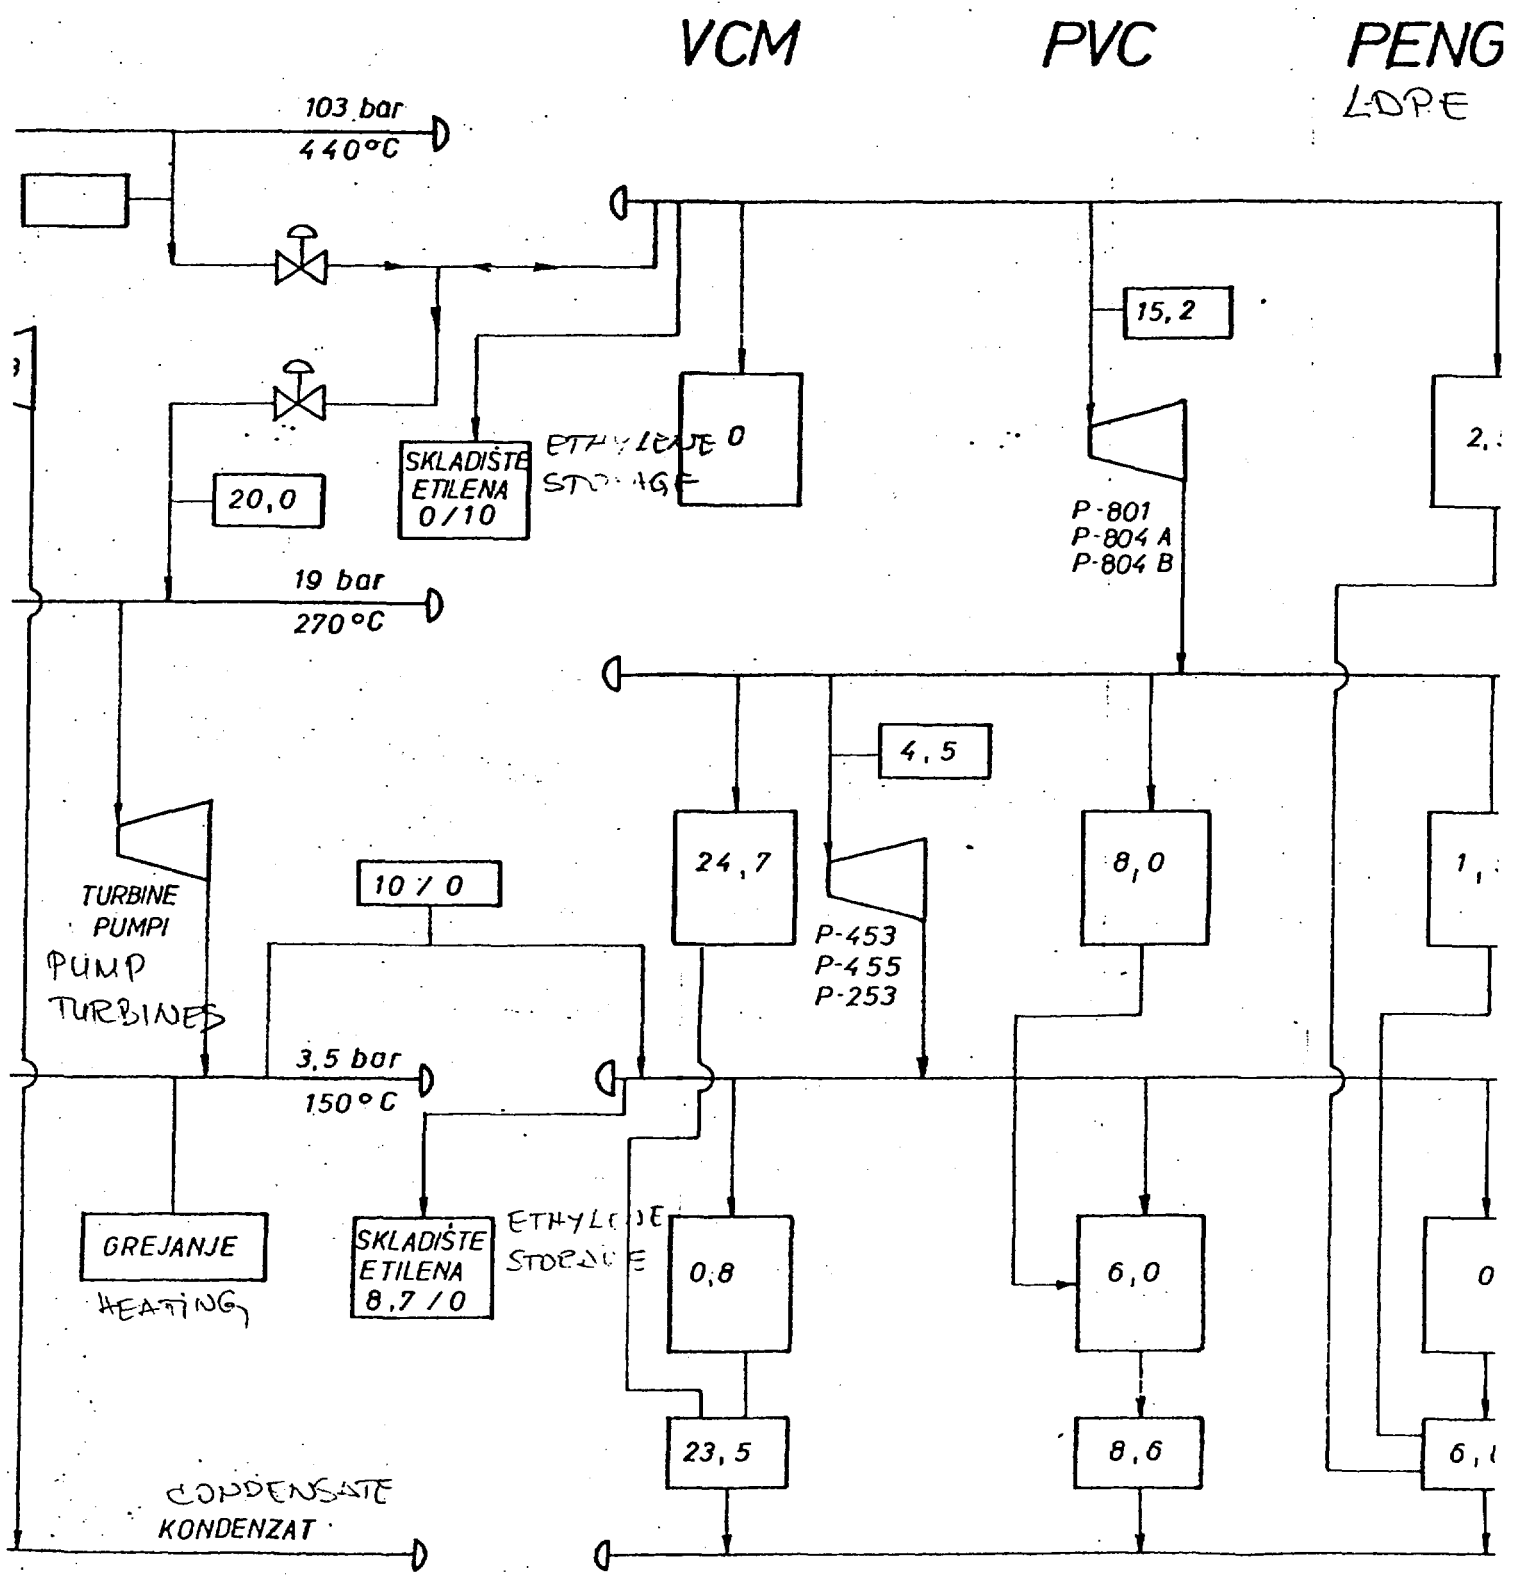 VCM
PVC
PENG
LDPE
103 bar
440°C
15,2
0
SKLADIŠTE
ETILENA
0/10
ETHYLENE
20,0
P-801
P-804 A
P-804 B
19 bar
270°C
4,5
24,7
8,0
10/0
TURBINE
PUMPI
PUMP
TURBINES
P-453
P-455
P-253
3,5 bar
150°C
GREJANJE
HEATING
SKLADIŠTE
ETILENA
8,7/0
0,8
6,0
0
23,5
8,6
CONDENSATE
KONDENZAT